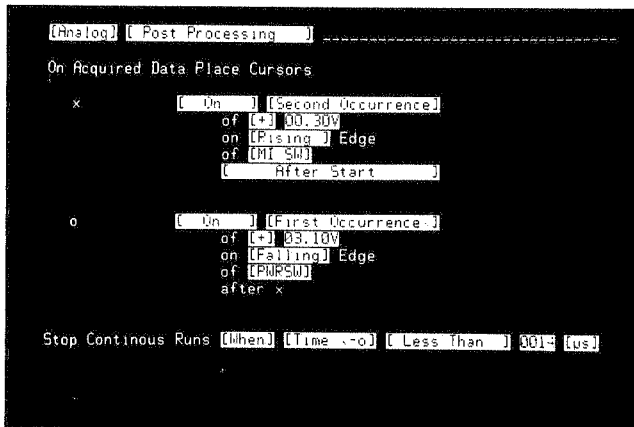 [Analog] [ Post Processing ]
On Acquired Data Place Cursors
x [ On ] [Second Occurrence]
of [+] 00.30V
on [Rising ] Edge
of [MI SW]
[ After Start ]
o [ On ] [First Occurrence ]
of [+] 03.10V
on [Falling] Edge
of [PWRSW]
after x
Stop Continous Runs [When] [Time x-o] [ Less Than ] [us]